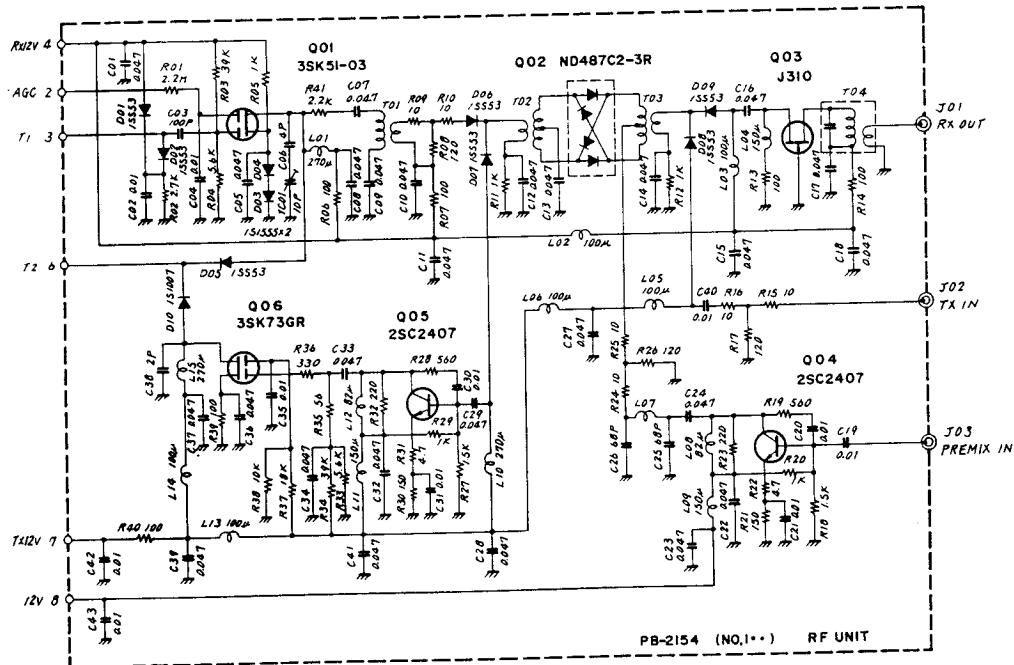 RX12V 4
AGC 2
T1 3
T2 6
TX12V 7
12V 8
Q01
3SK51-03
Q02 ND487C2-3R
Q03
J310
Q04
2SC2407
Q05
2SC2407
Q06
3SK73GR
J01
RX OUT
J02
TX IN
J03
PREMIX IN
C01
0.047
R01
2.2M
D01
1SS53
C03
100P
D02
1SS53
C02 0.01
R02 2.7K
C04
0.01
R03 39K
R04 5.6K
R05 1K
C05
0.047
D04
D03
1S1555×2
C06
6P
TC01
10P
R41
2.2K
C07
0.047
L01
270μ
R06 100
C08
0.047
C09
0.047
T01
R09
10
R10
10
R08
120
C10
0.047
R07 100
C11
0.047
D06
1SS53
D07
1SS53
T02
R11 1K
C12
0.047
C13
0.047
T03
C14 0.047
R12 1K
D09
1SS53
D08
1SS53
C16
0.047
L03 100μ
L04
150μ
R13
100
T04
C17 0.047
R14 100
C18
0.047
C15
0.047
L02 100μ
D05 1SS53
D10 1S1007
C38 2P
L15
270μ
C37 0.047
R39 100
C36
0.047
C35 0.01
L14 100μ
R36
330
C33
0.047
R35 56
L12 82μ
R32 220
R28 560
C30
0.01
C29
0.047
R29
1K
R31
4.7
R30 150
C31 0.01
R27
1.5K
L10 270μ
R38 10K
R37 18K
C34
0.047
R34 39K
R33 5.6K
L11 150μ
C32
0.047
L13 100μ
R40 100
C42
0.01
C39
0.047
C41
0.047
C28
0.047
C43
0.01
L06 100μ
C27
0.047
L05
100μ
C40
0.01
R16
10
R15 10
R17
120
R25 10
R26 120
R24 10
L07
C24
0.047
C26 68P
C25 68P
L08
82μ
R23 220
R19 560
C20
0.01
C19
0.01
R20
1K
R22
4.7
R21
150
C21 0.01
R18 1.5K
L09
150μ
C22
0.047
C23
0.047
PB-2154 (NO,1••) RF UNIT